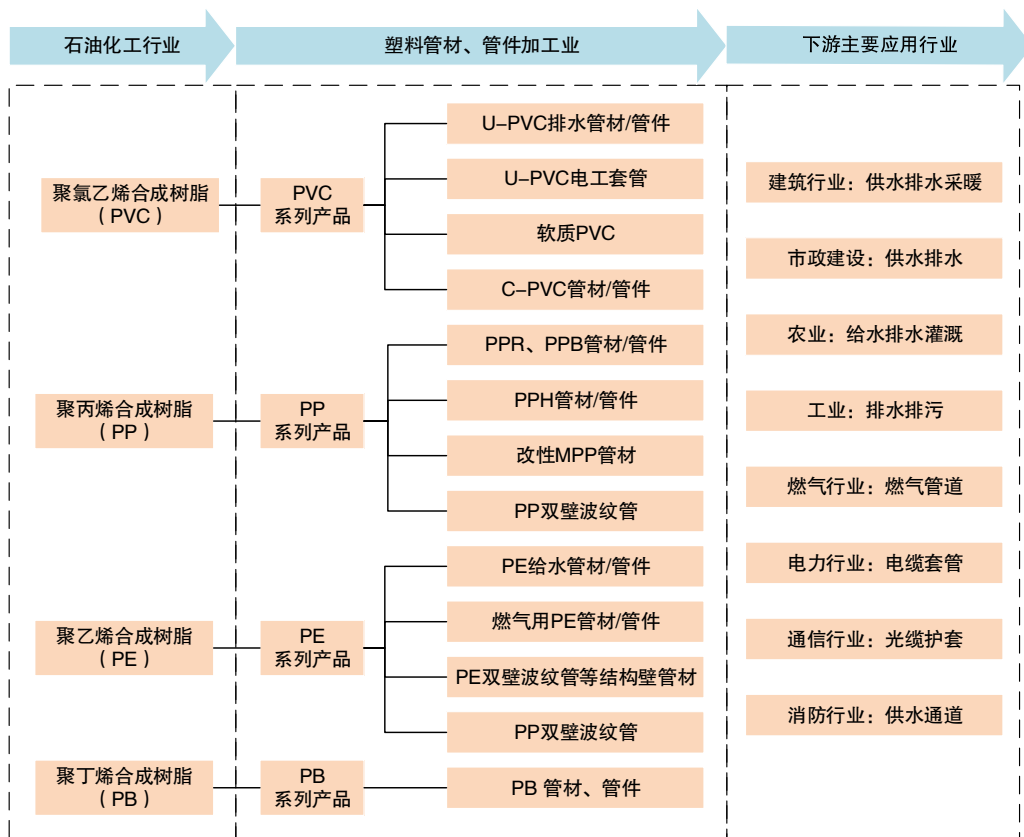 石油化工行业
塑料管材、管件加工业
下游主要应用行业
聚氯乙烯合成树脂
（PVC）
PVC
系列产品
U-PVC排水管材/管件
U-PVC电工套管
软质PVC
C-PVC管材/管件
聚丙烯合成树脂
（PP）
PP
系列产品
PPR、PPB管材/管件
PPH管材/管件
改性MPP管材
PP双壁波纹管
聚乙烯合成树脂
（PE）
PE
系列产品
PE给水管材/管件
燃气用PE管材/管件
PE双壁波纹管等结构壁管材
PP双壁波纹管
聚丁烯合成树脂
（PB）
PB
系列产品
PB 管材、管件
建筑行业：供水排水采暖
市政建设：供水排水
农业：给水排水灌溉
工业：排水排污
燃气行业：燃气管道
电力行业：电缆套管
通信行业：光缆护套
消防行业：供水通道